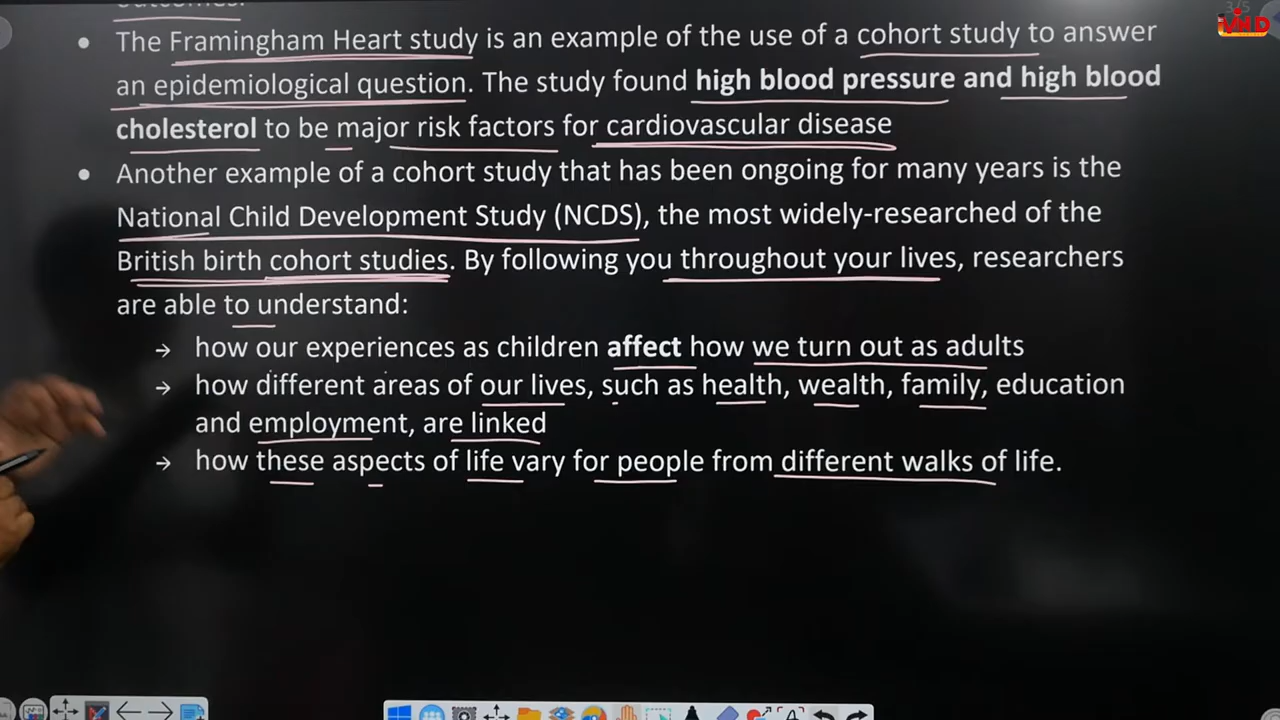 outcomes.
3/5
• The Framingham Heart study is an example of the use of a cohort study to answer
an epidemiological question. The study found high blood pressure and high blood
cholesterol to be major risk factors for cardiovascular disease
• Another example of a cohort study that has been ongoing for many years is the
National Child Development Study (NCDS), the most widely-researched of the
British birth cohort studies. By following you throughout your lives, researchers
are able to understand:
→ how our experiences as children affect how we turn out as adults
→ how different areas of our lives, such as health, wealth, family, education
and employment, are linked
→ how these aspects of life vary for people from different walks of life.